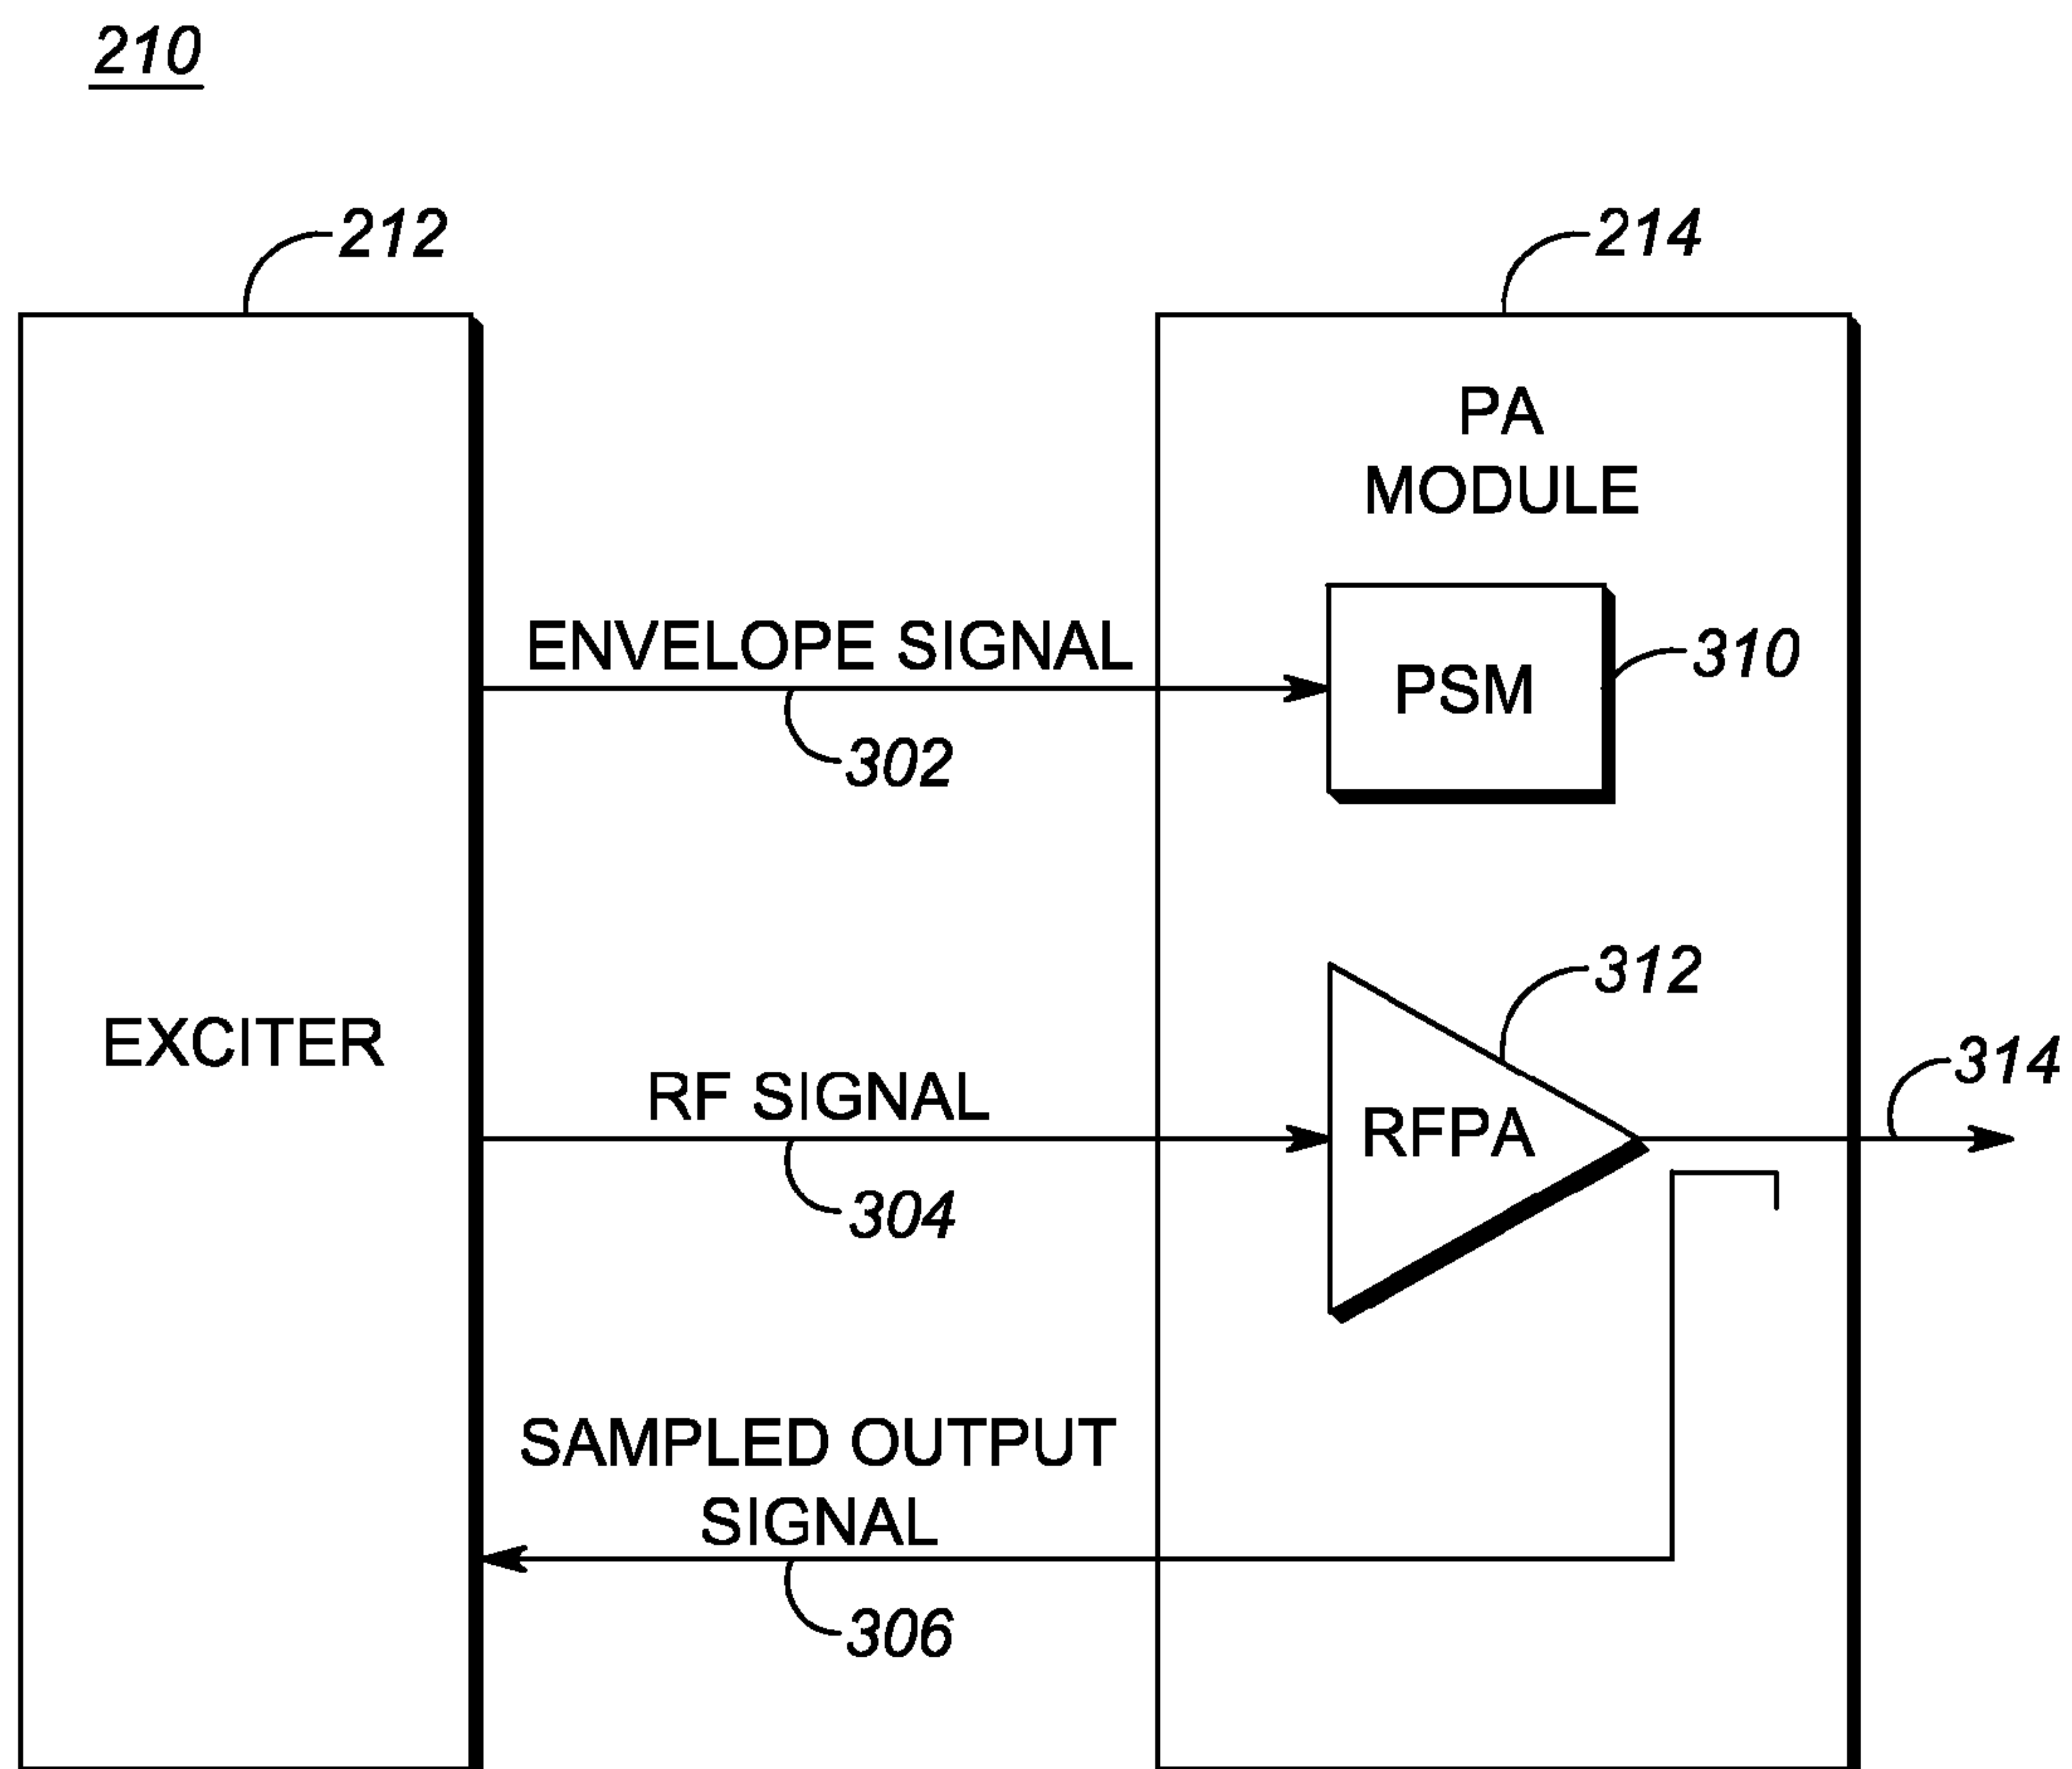 210
212
214
PA
MODULE
ENVELOPE SIGNAL
PSM
310
302
312
EXCITER
RF SIGNAL
RFPA
314
304
SAMPLED OUTPUT
SIGNAL
306